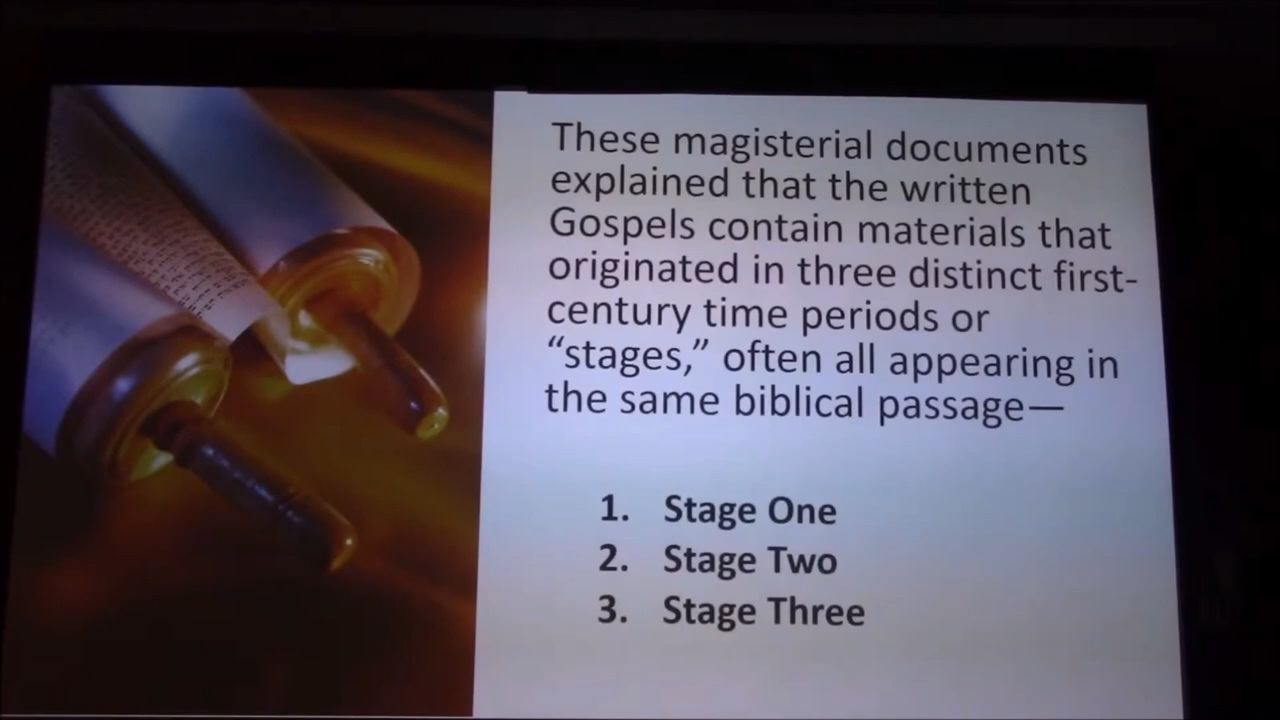 These magisterial documents
explained that the written
Gospels contain materials that
originated in three distinct first-
century time periods or
“stages,” often all appearing in
the same biblical passage—
1. Stage One
2. Stage Two
3. Stage Three